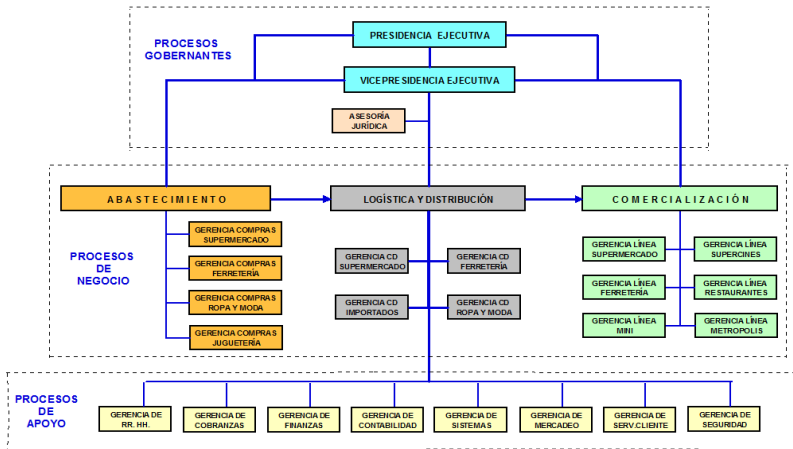 PRESIDENCIA EJECUTIVA
PROCESOS
GOBERNANTES
VICEPRESIDENCIA EJECUTIVA
ASESORÍA
JURÍDICA
ABASTECIMIENTO
LOGÍSTICA Y DISTRIBUCIÓN
COMERCIALIZACIÓN
PROCESOS
DE
NEGOCIO
GERENCIA COMPRAS
SUPERMERCADO
GERENCIA COMPRAS
FERRETERÍA
GERENCIA COMPRAS
ROPA Y MODA
GERENCIA COMPRAS
JUGUETERÍA
GERENCIA CD
SUPERMERCADO
GERENCIA CD
FERRETERÍA
GERENCIA CD
IMPORTADOS
GERENCIA CD
ROPA Y MODA
GERENCIA LÍNEA
SUPERMERCADO
GERENCIA LÍNEA
SUPERCINES
GERENCIA LÍNEA
FERRETERÍA
GERENCIA LÍNEA
RESTAURANTES
GERENCIA LÍNEA
MINI
GERENCIA LÍNEA
METROPOLIS
PROCESOS
DE
APOYO
GERENCIA DE
RR. HH.
GERENCIA DE
COBRANZAS
GERENCIA DE
FINANZAS
GERENCIA DE
CONTABILIDAD
GERENCIA DE
SISTEMAS
GERENCIA DE
MERCADEO
GERENCIA DE
SERV.CLIENTE
GERENCIA DE
SEGURIDAD